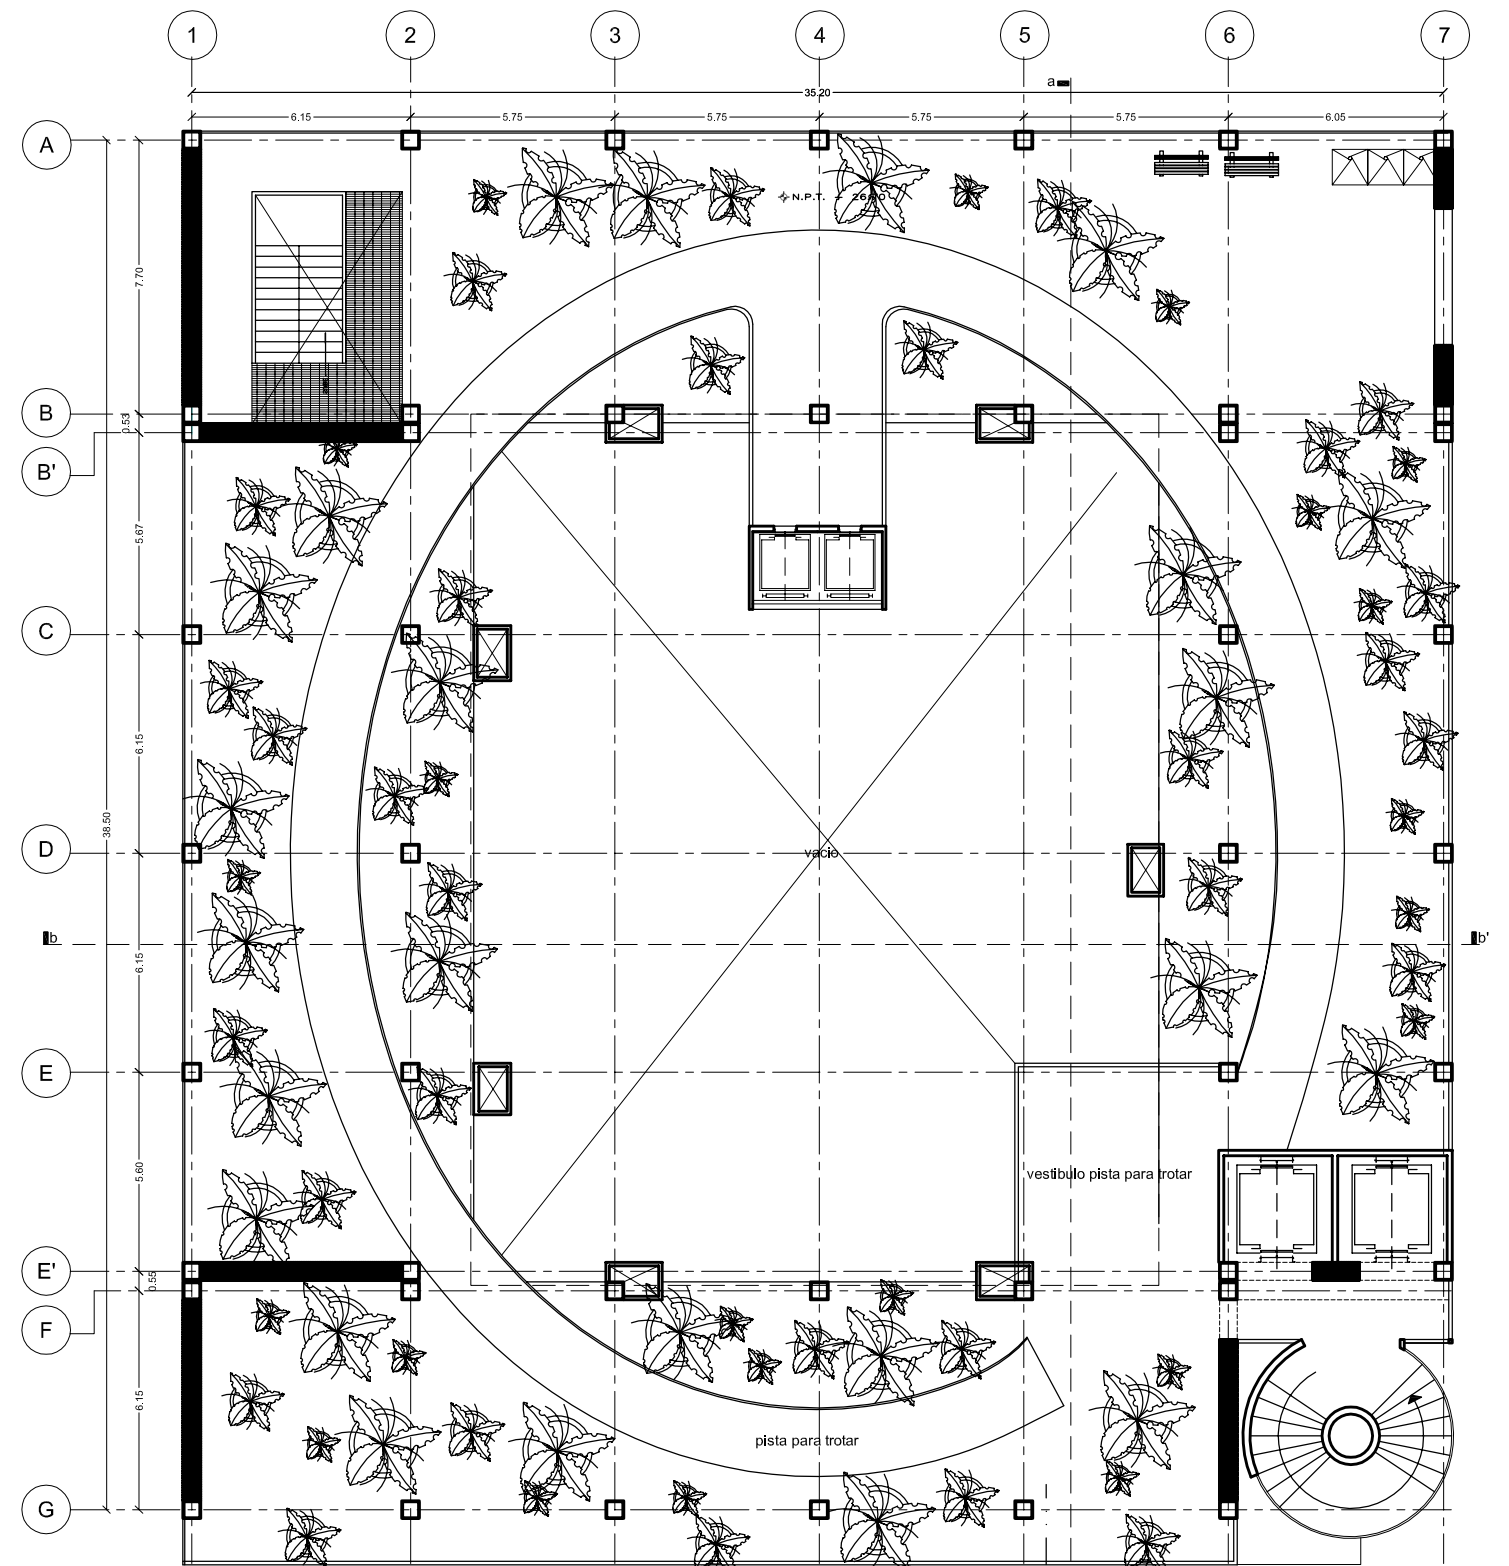 1 2 3 4 5 6 7
a
35.20
6.15 5.75 5.75 5.75 5.75 6.05
A
N.P.T. +
7.70
B
0.53
B'
5.67
C
6.15
38.50
D
vacio
b b'
6.15
E
5.60
vestibulo pista para trotar
E'
0.55
F
6.15
pista para trotar
G